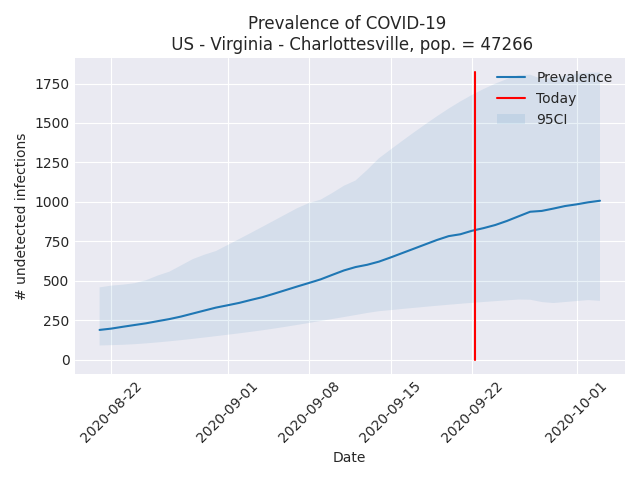 Prevalence of COVID-19
US - Virginia - Charlottesville, pop. = 47266
1750
1500
1250
1000
750
500
250
0
# undetected infections
Prevalence
Today
95CI
2020-08-22
2020-09-01
2020-09-08
2020-09-15
2020-09-22
2020-10-01
Date